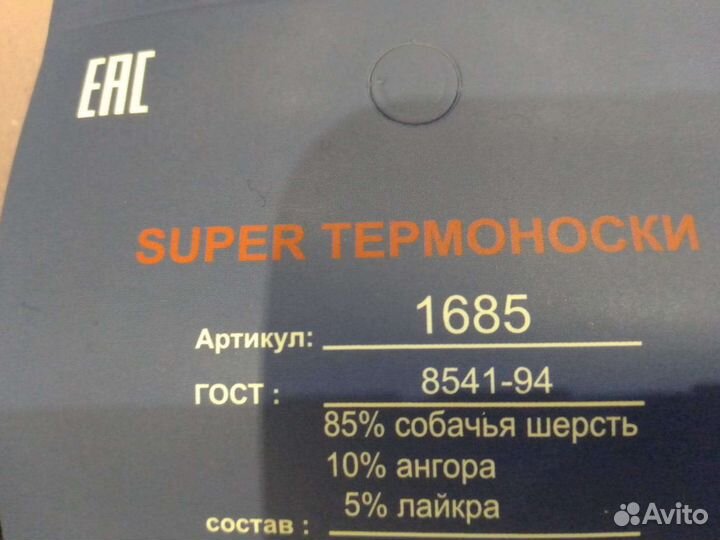 EAC
SUPER ТЕРМОНОСКИ
Артикул: 1685
ГОСТ : 8541-94
85% собачья шерсть
10% ангора
5% лайкра
состав :
Avito